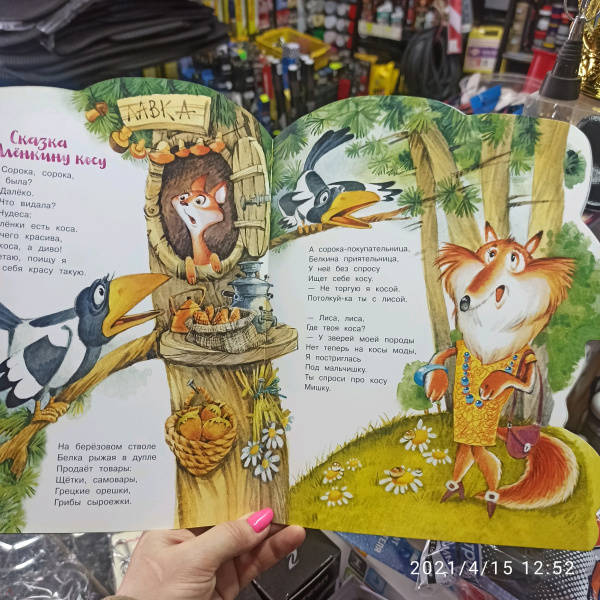 ЛАВКА
Сказка
Алёнкину косу
Сорока, сорока,
была?
Далёко.
Что видала?
Чудеса:
лёнки есть коса.
чего красива,
коса, а диво!
етаю, поищу я
себя красу такую.
На берёзовом стволе
Белка рыжая в дупле
Продаёт товары:
Щётки, самовары,
Грецкие орешки,
Грибы сыроежки.
А сорока-покупательница,
Белкина приятельница,
У неё без спросу
Ищет себе косу.
— Не торгую я косой.
Потолкуй-ка ты с лисой.
— Лиса, лиса,
Где твоя коса?
— У зверей моей породы
Нет теперь на косы моды,
Я постриглась
Под мальчишку.
Ты спроси про косу
Мишку.
2021/4/15 12:52